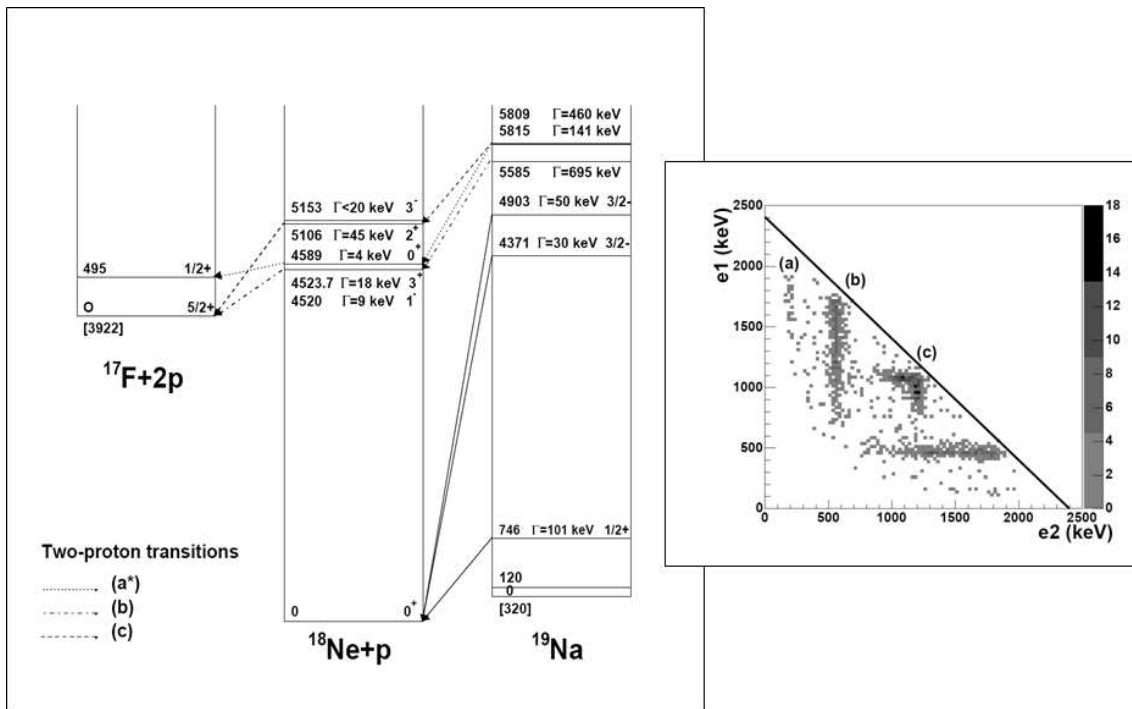 495 1/2+
O 5/2+
[3922]
¹⁷F+2p
5153 Γ<20 keV 3⁻
5106 Γ=45 keV 2⁺
4589 Γ=4 keV 0⁺
4523.7 Γ=18 keV 3⁺
4520 Γ=9 keV 1⁻
0 0⁺
¹⁸Ne+p
5809 Γ=460 keV
5815 Γ=141 keV
5585 Γ=695 keV
4903 Γ=50 keV 3/2-
4371 Γ=30 keV 3/2-
746 Γ=101 keV 1/2+
120
0
[320]
¹⁹Na
Two-proton transitions
(a*)
(b)
(c)
e1 (keV)
2500
2000
1500
1000
500
0
(a)
(b)
(c)
0 500 1000 1500 2000 2500
e2 (keV)
18
16
14
12
10
8
6
4
2
0